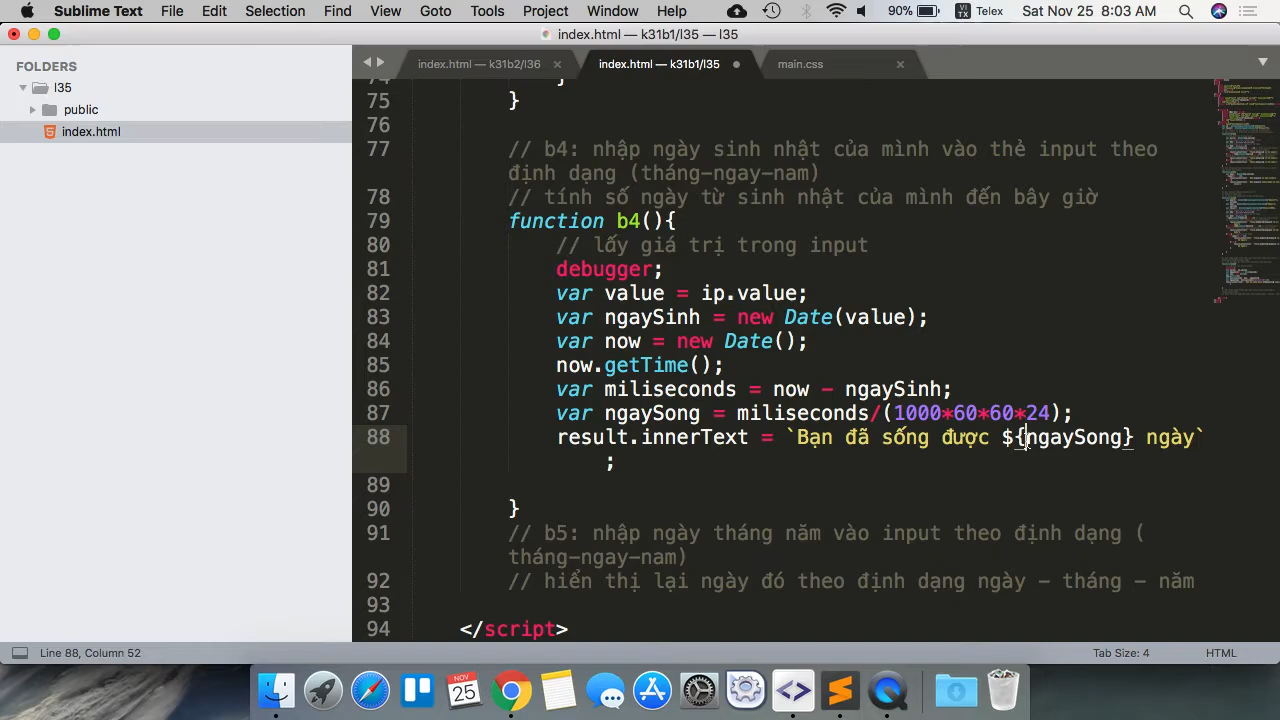 Sublime Text File Edit Selection Find View Goto Tools Project Window Help 90% VI TX Telex Sat Nov 25 8:03 AM
index.html — k31b1/l35 — l35
FOLDERS
l35
public
index.html
index.html — k31b2/l36 index.html — k31b1/l35 main.css
74 }
75 }
76
77 // b4: nhập ngày sinh nhật của mình vào thẻ input theo
định dạng (tháng-ngay-nam)
78 // tính số ngày từ sinh nhật của mình đến bây giờ
79 function b4(){
80 // lấy giá trị trong input
81 debugger;
82 var value = ip.value;
83 var ngaySinh = new Date(value);
84 var now = new Date();
85 now.getTime();
86 var miliseconds = now - ngaySinh;
87 var ngaySong = miliseconds/(1000*60*60*24);
88 result.innerText = `Bạn đã sống được ${ngaySong} ngày`
;
89
90 }
91 // b5: nhập ngày tháng năm vào input theo định dạng (
tháng-ngay-nam)
92 // hiển thị lại ngày đó theo định dạng ngày - tháng - năm
93
94 </script>
Line 88, Column 52 Tab Size: 4 HTML
NOV
25